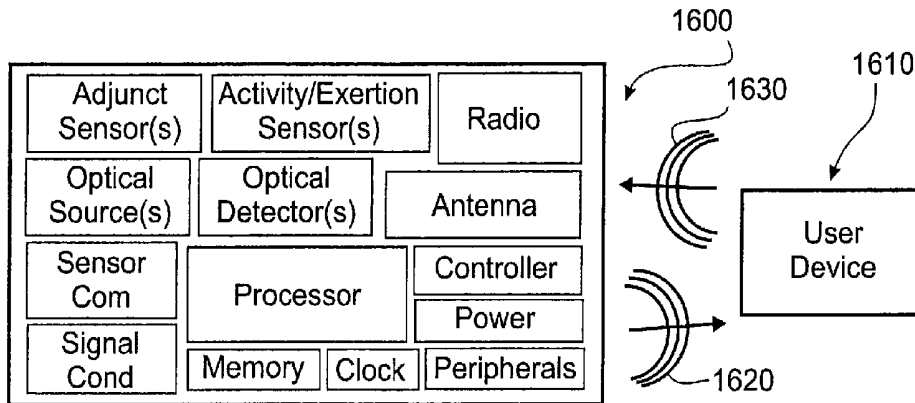 1600
1610
1630
Adjunct
Sensor(s)
Activity/Exertion
Sensor(s)
Radio
Optical
Source(s)
Optical
Detector(s)
Antenna
User
Device
Sensor
Com
Processor
Controller
Power
Signal
Cond
Memory
Clock
Peripherals
1620